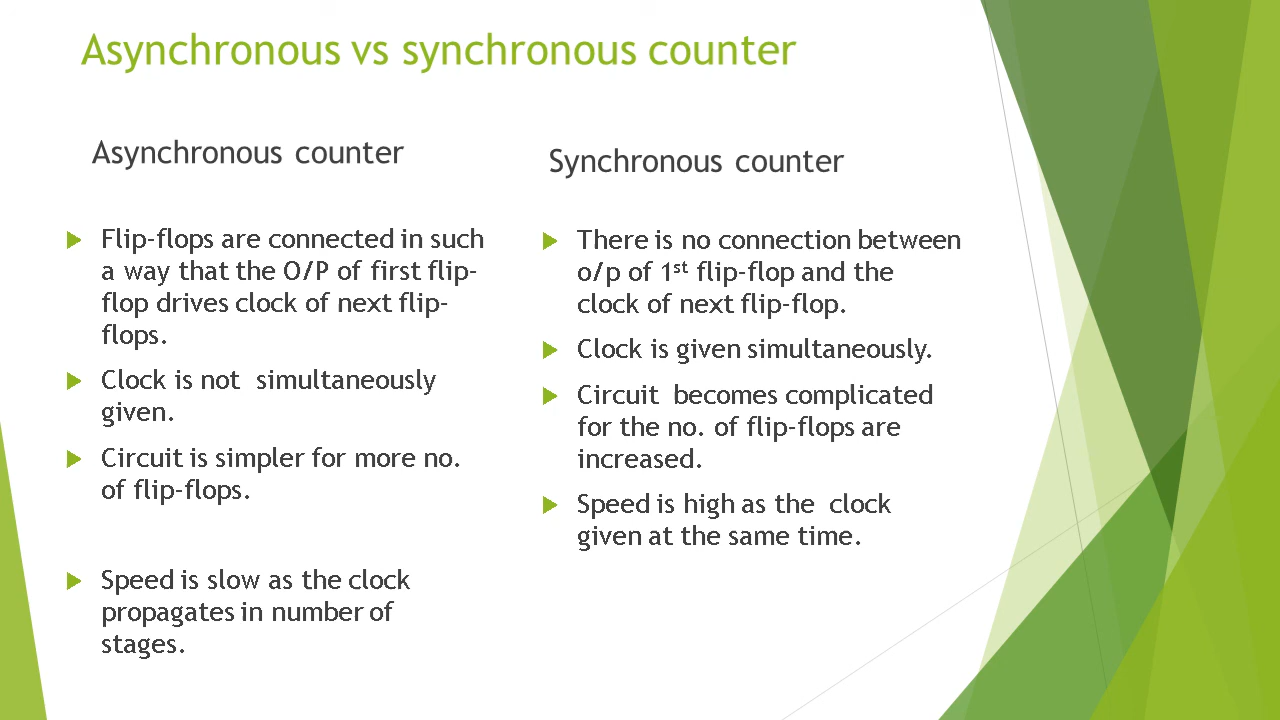 Asynchronous vs synchronous counter
Asynchronous counter
Flip-flops are connected in such
a way that the O/P of first flip-
flop drives clock of next flip-
flops.
Clock is not  simultaneously
given.
Circuit is simpler for more no.
of flip-flops.
Speed is slow as the clock
propagates in number of
stages.
Synchronous counter
There is no connection between
o/p of 1st flip-flop and the
clock of next flip-flop.
Clock is given simultaneously.
Circuit  becomes complicated
for the no. of flip-flops are
increased.
Speed is high as the  clock
given at the same time.